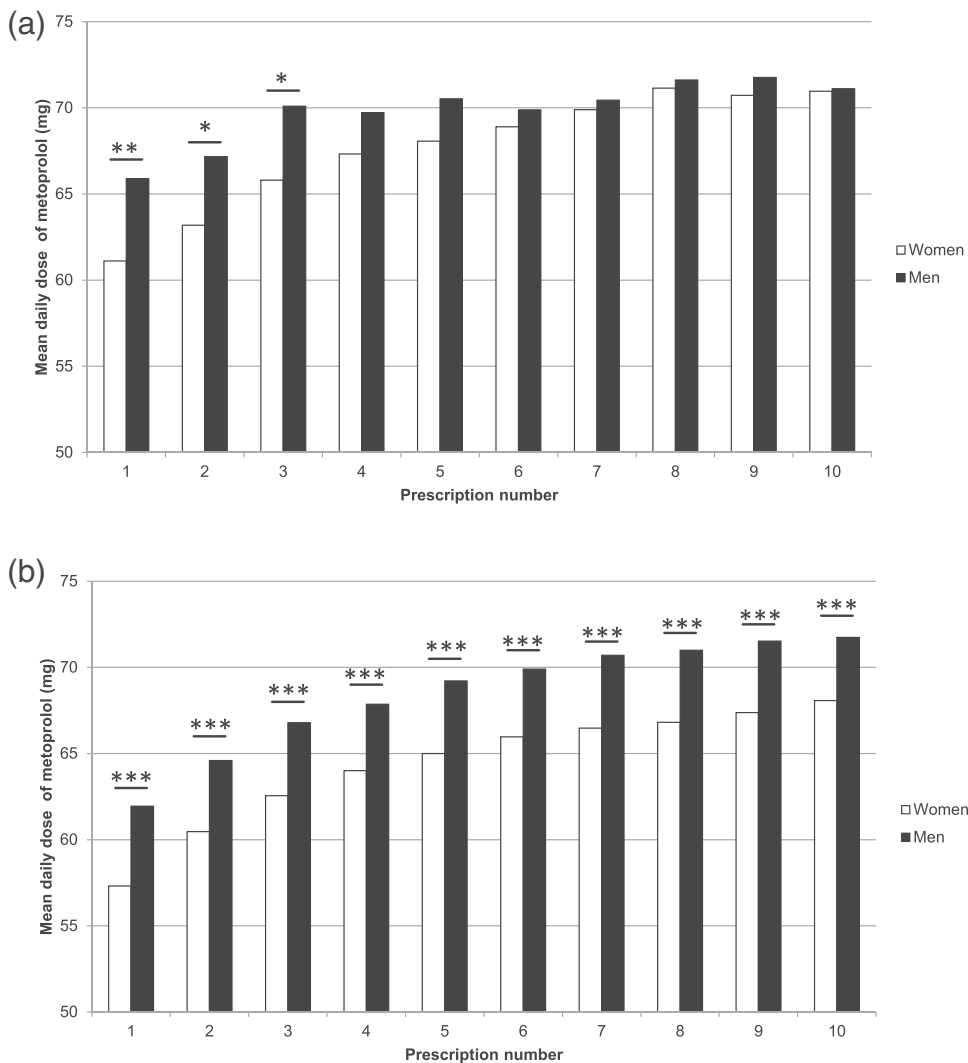 (a)
75
70
65
60
55
50
Mean daily dose of metoprolol (mg)
**
*
*
1 2 3 4 5 6 7 8 9 10
Prescription number
Women
Men
(b)
75
70
65
60
55
50
Mean daily dose of metoprolol (mg)
***
***
***
***
***
***
***
***
***
***
1 2 3 4 5 6 7 8 9 10
Prescription number
Women
Men